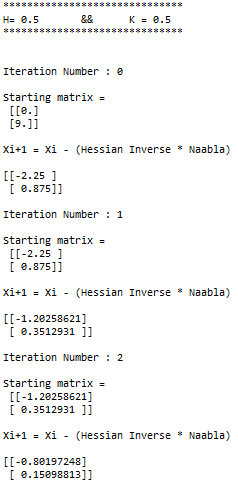 ******************************
H= 0.5 && K = 0.5
******************************
Iteration Number : 0
Starting matrix =
[[0.]
[9.]]
Xi+1 = Xi - (Hessian Inverse * Naabla)
[[-2.25 ]
[ 0.875]]
Iteration Number : 1
Starting matrix =
[[-2.25 ]
[ 0.875]]
Xi+1 = Xi - (Hessian Inverse * Naabla)
[[-1.20258621]
[ 0.3512931 ]]
Iteration Number : 2
Starting matrix =
[[-1.20258621]
[ 0.3512931 ]]
Xi+1 = Xi - (Hessian Inverse * Naabla)
[[-0.80197248]
[ 0.15098813]]